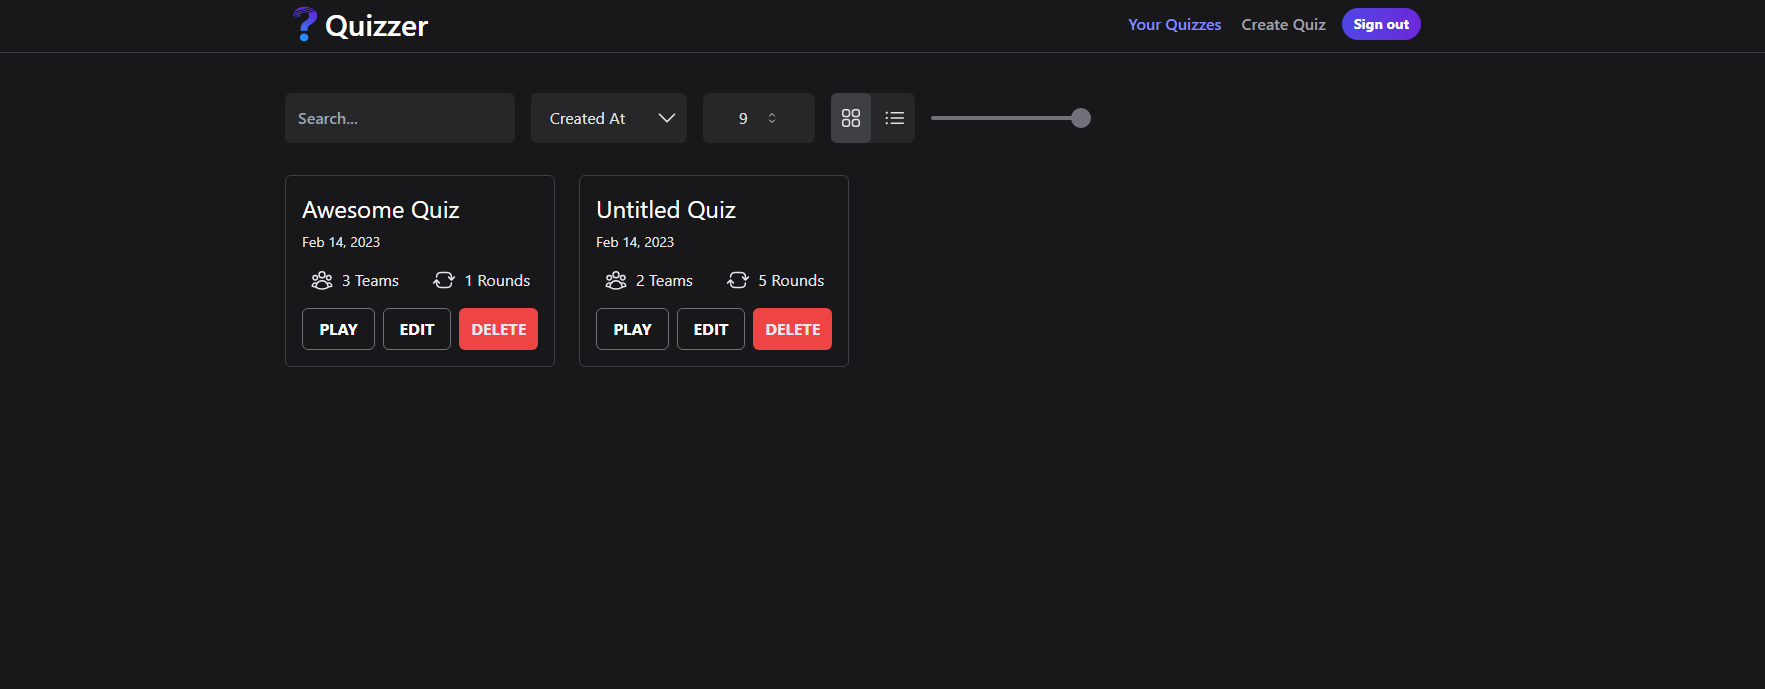 Quizzer
Your Quizzes Create Quiz Sign out
Search... Created At 9
Awesome Quiz
Feb 14, 2023
3 Teams 1 Rounds
PLAY EDIT DELETE
Untitled Quiz
Feb 14, 2023
2 Teams 5 Rounds
PLAY EDIT DELETE